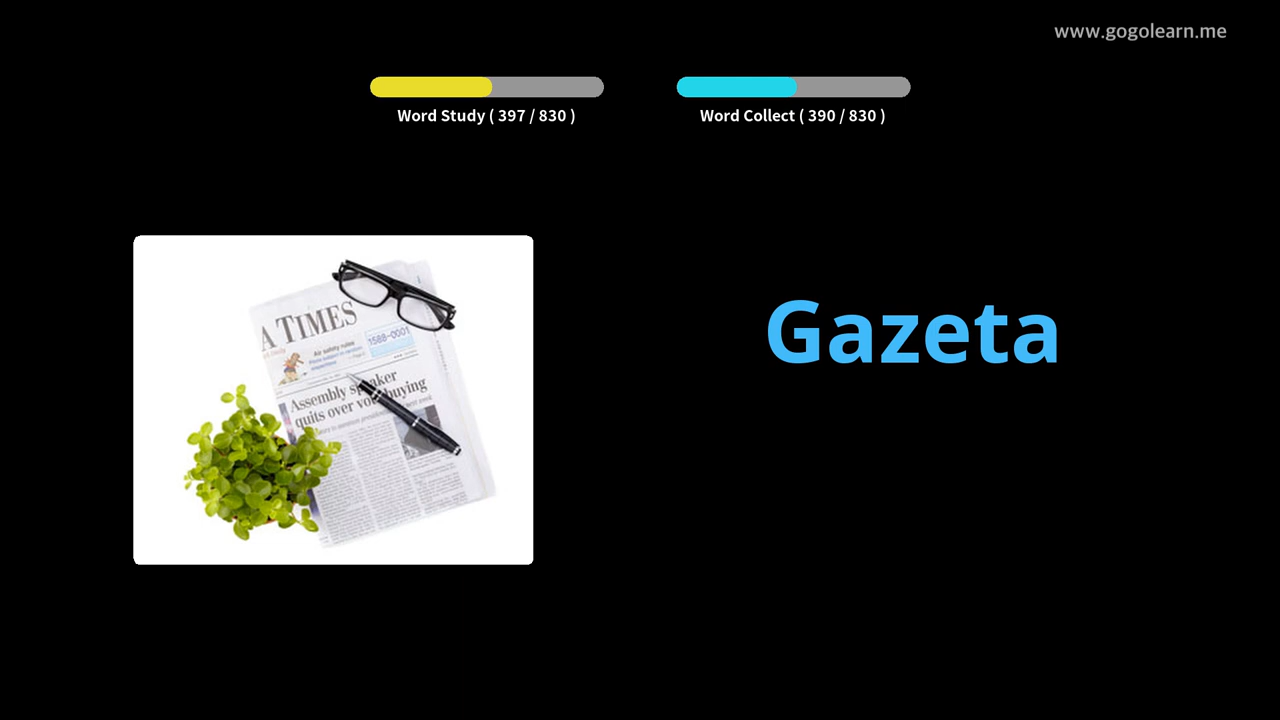 www.gogolearn.me
Word Study ( 397 / 830 )
Word Collect ( 390 / 830 )
Gazeta
A TIMES
1588-0001
Air safety rules
Assembly speaker
quits over vote buying